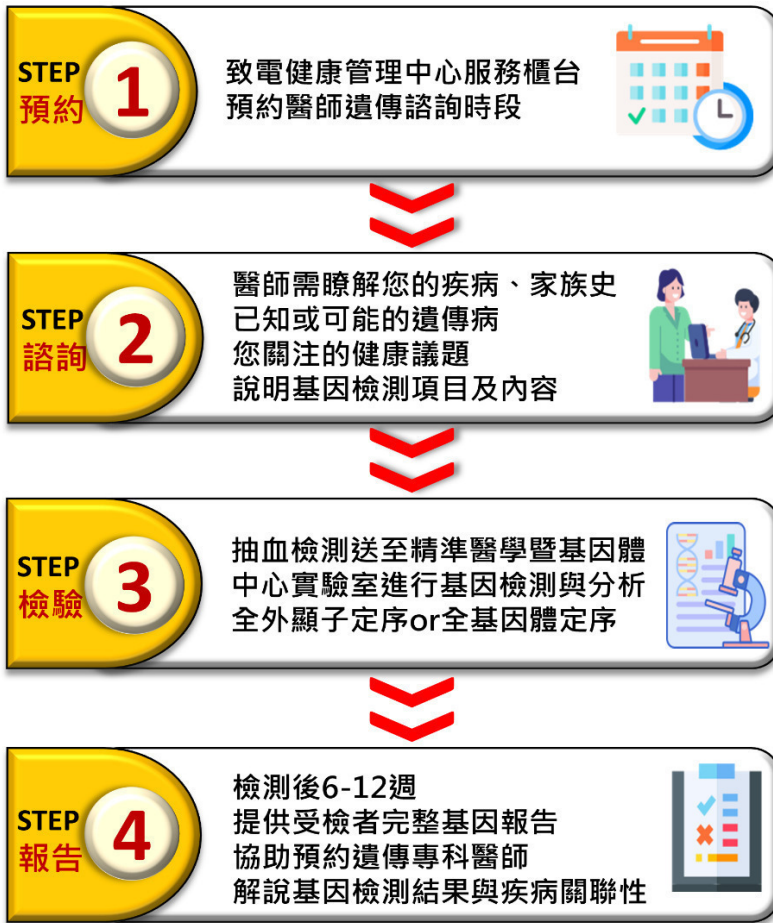 STEP
預約
1
致電健康管理中心服務櫃台
預約醫師遺傳諮詢時段
STEP
諮詢
2
醫師需瞭解您的疾病、家族史
已知或可能的遺傳病
您關注的健康議題
說明基因檢測項目及內容
STEP
檢驗
3
抽血檢測送至精準醫學暨基因體
中心實驗室進行基因檢測與分析
全外顯子定序or全基因體定序
STEP
報告
4
檢測後6-12週
提供受檢者完整基因報告
協助預約遺傳專科醫師
解說基因檢測結果與疾病關聯性